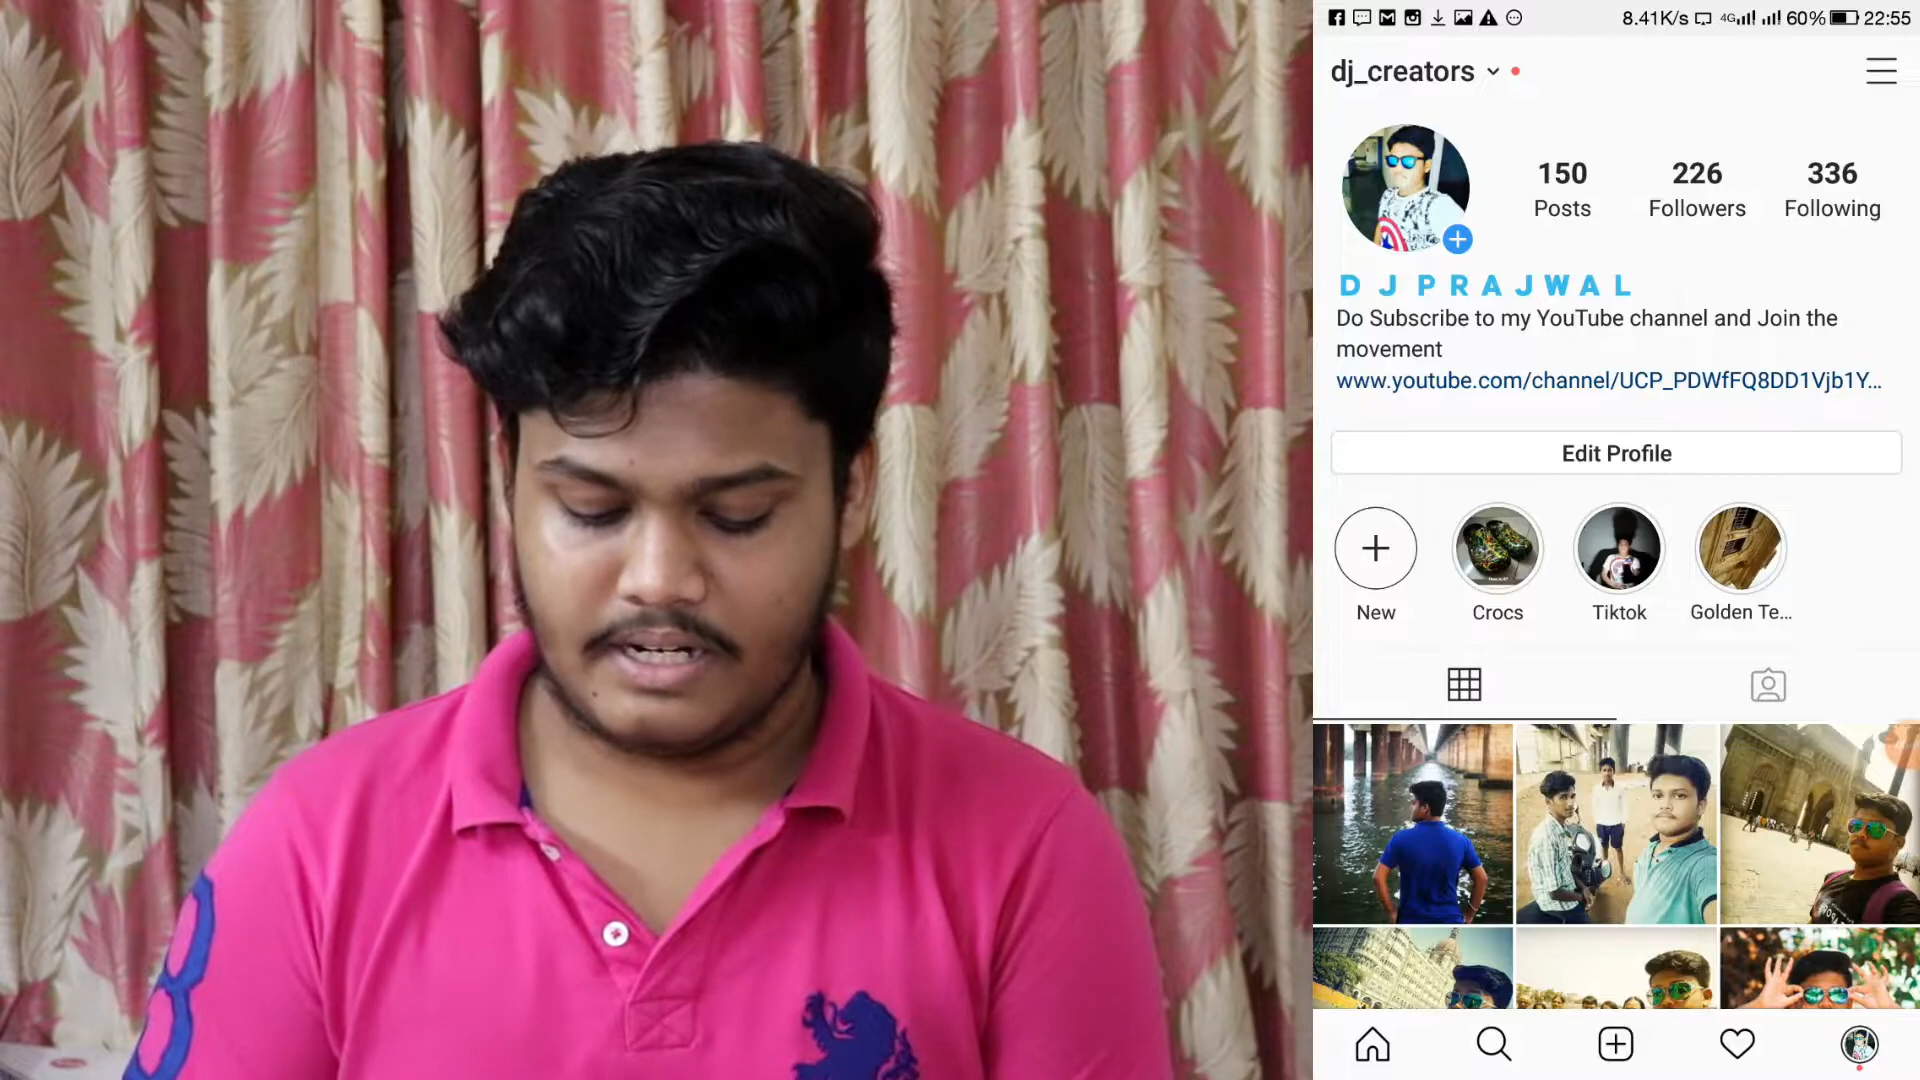 8.41K/s 4G 60% 22:55
dj_creators
150 226 336
Posts Followers Following
D J P R A J W A L
Do Subscribe to my YouTube channel and Join the
movement
www.youtube.com/channel/UCP_PDWfFQ8DD1Vjb1Y...
Edit Profile
New Crocs Tiktok Golden Te...